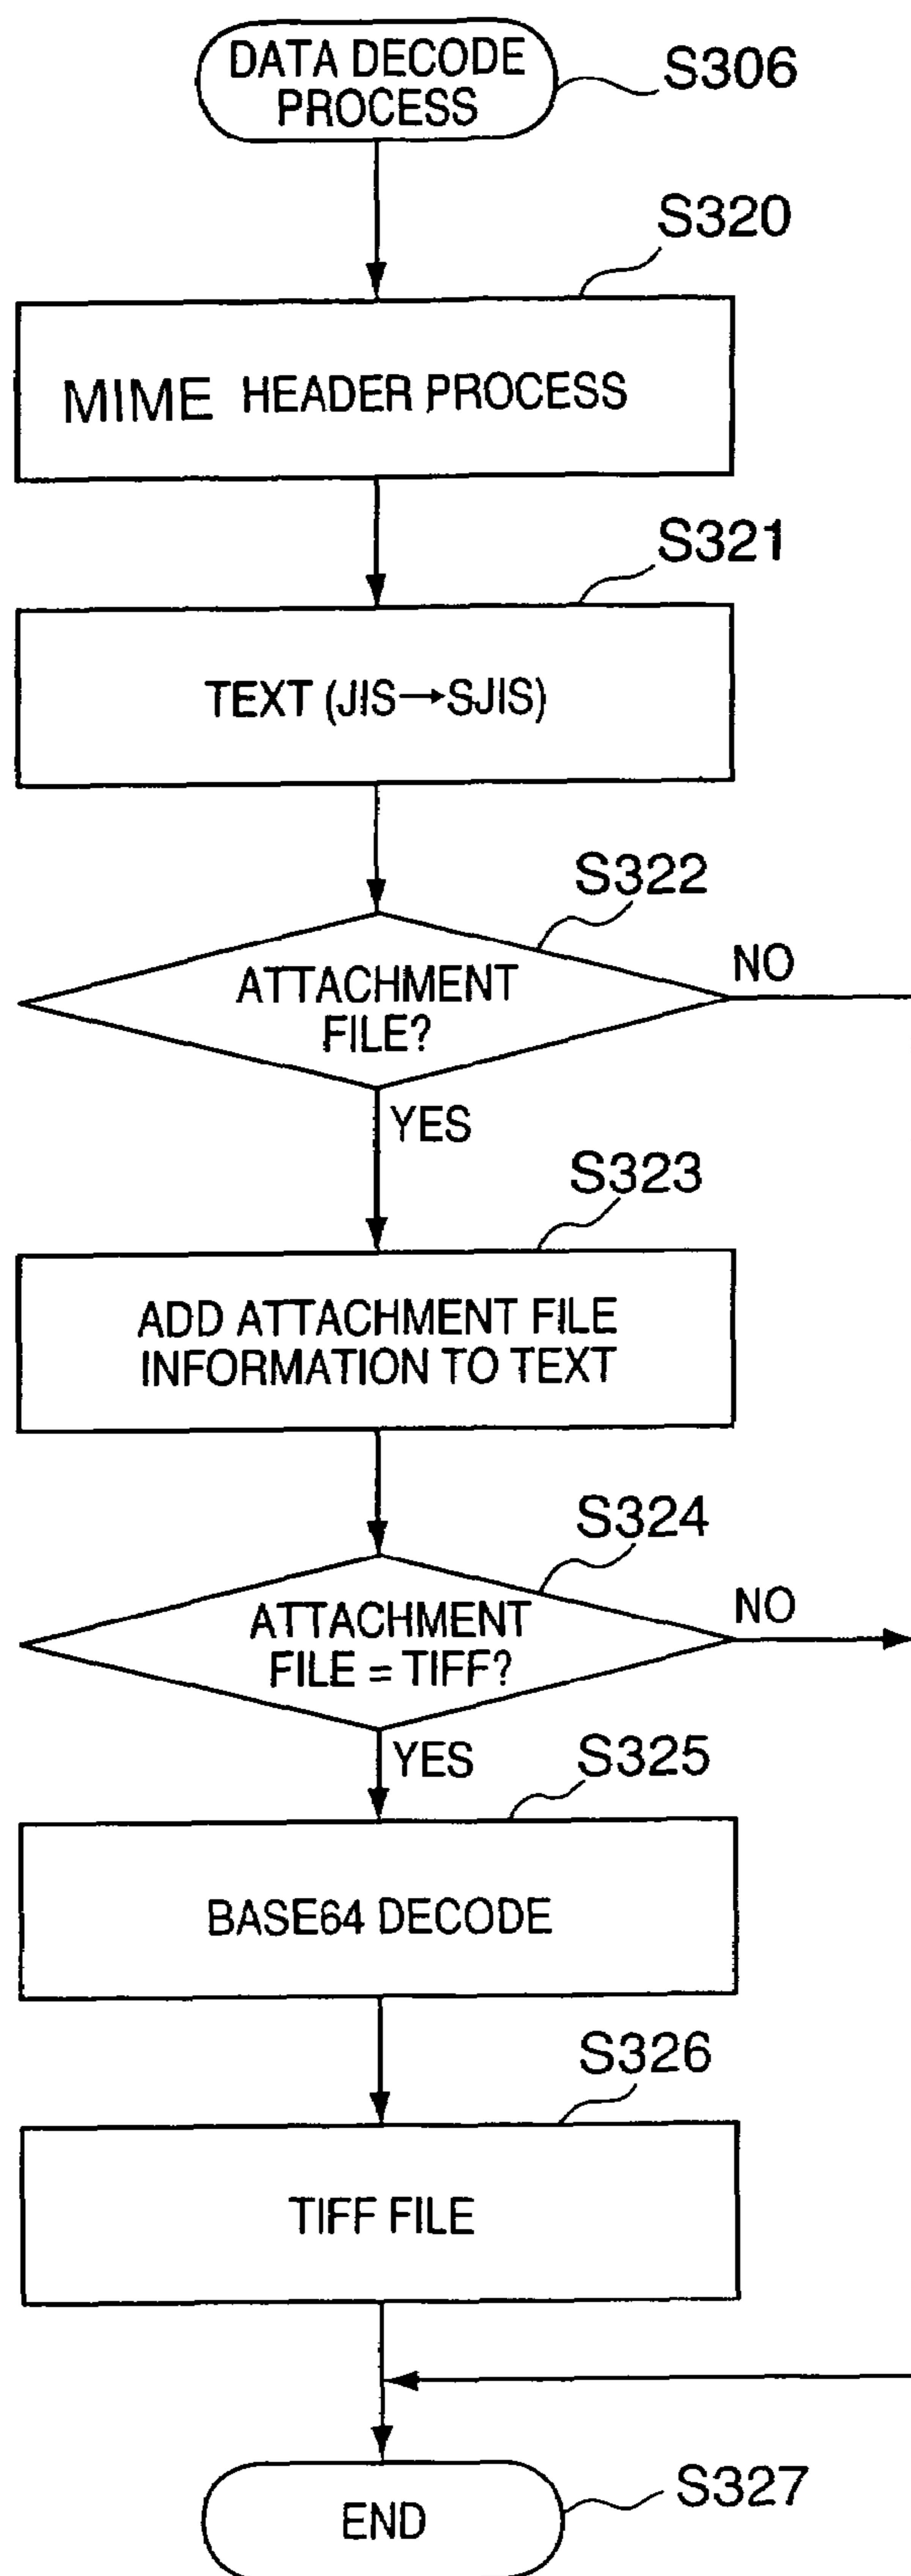 DATA DECODE
PROCESS
S306
S320
MIME HEADER PROCESS
S321
TEXT (JIS→SJIS)
S322
ATTACHMENT
FILE?
NO
YES
S323
ADD ATTACHMENT FILE
INFORMATION TO TEXT
S324
ATTACHMENT
FILE = TIFF?
NO
YES
S325
BASE64 DECODE
S326
TIFF FILE
END
S327